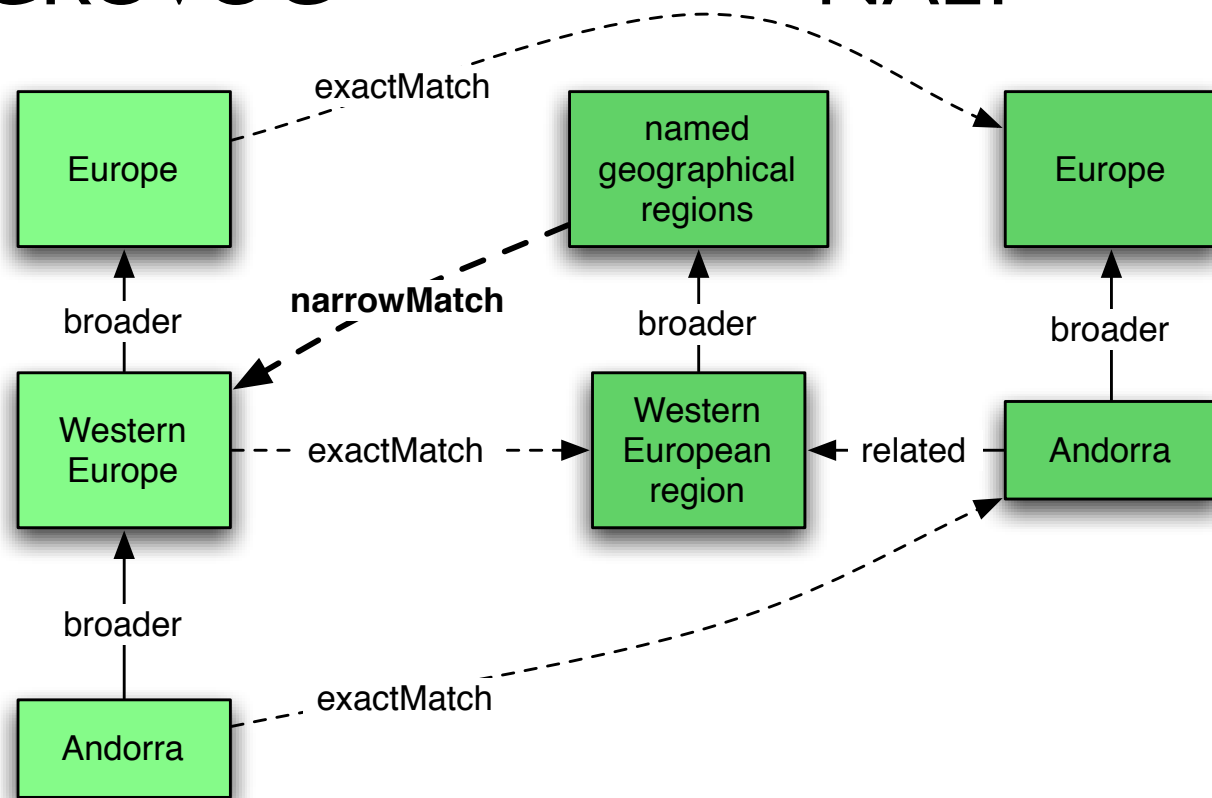 exactMatch
Europe
named
geographical
regions
Europe
broader
narrowMatch
broader
broader
Western
Europe
exactMatch
Western
European
region
related
Andorra
broader
exactMatch
Andorra